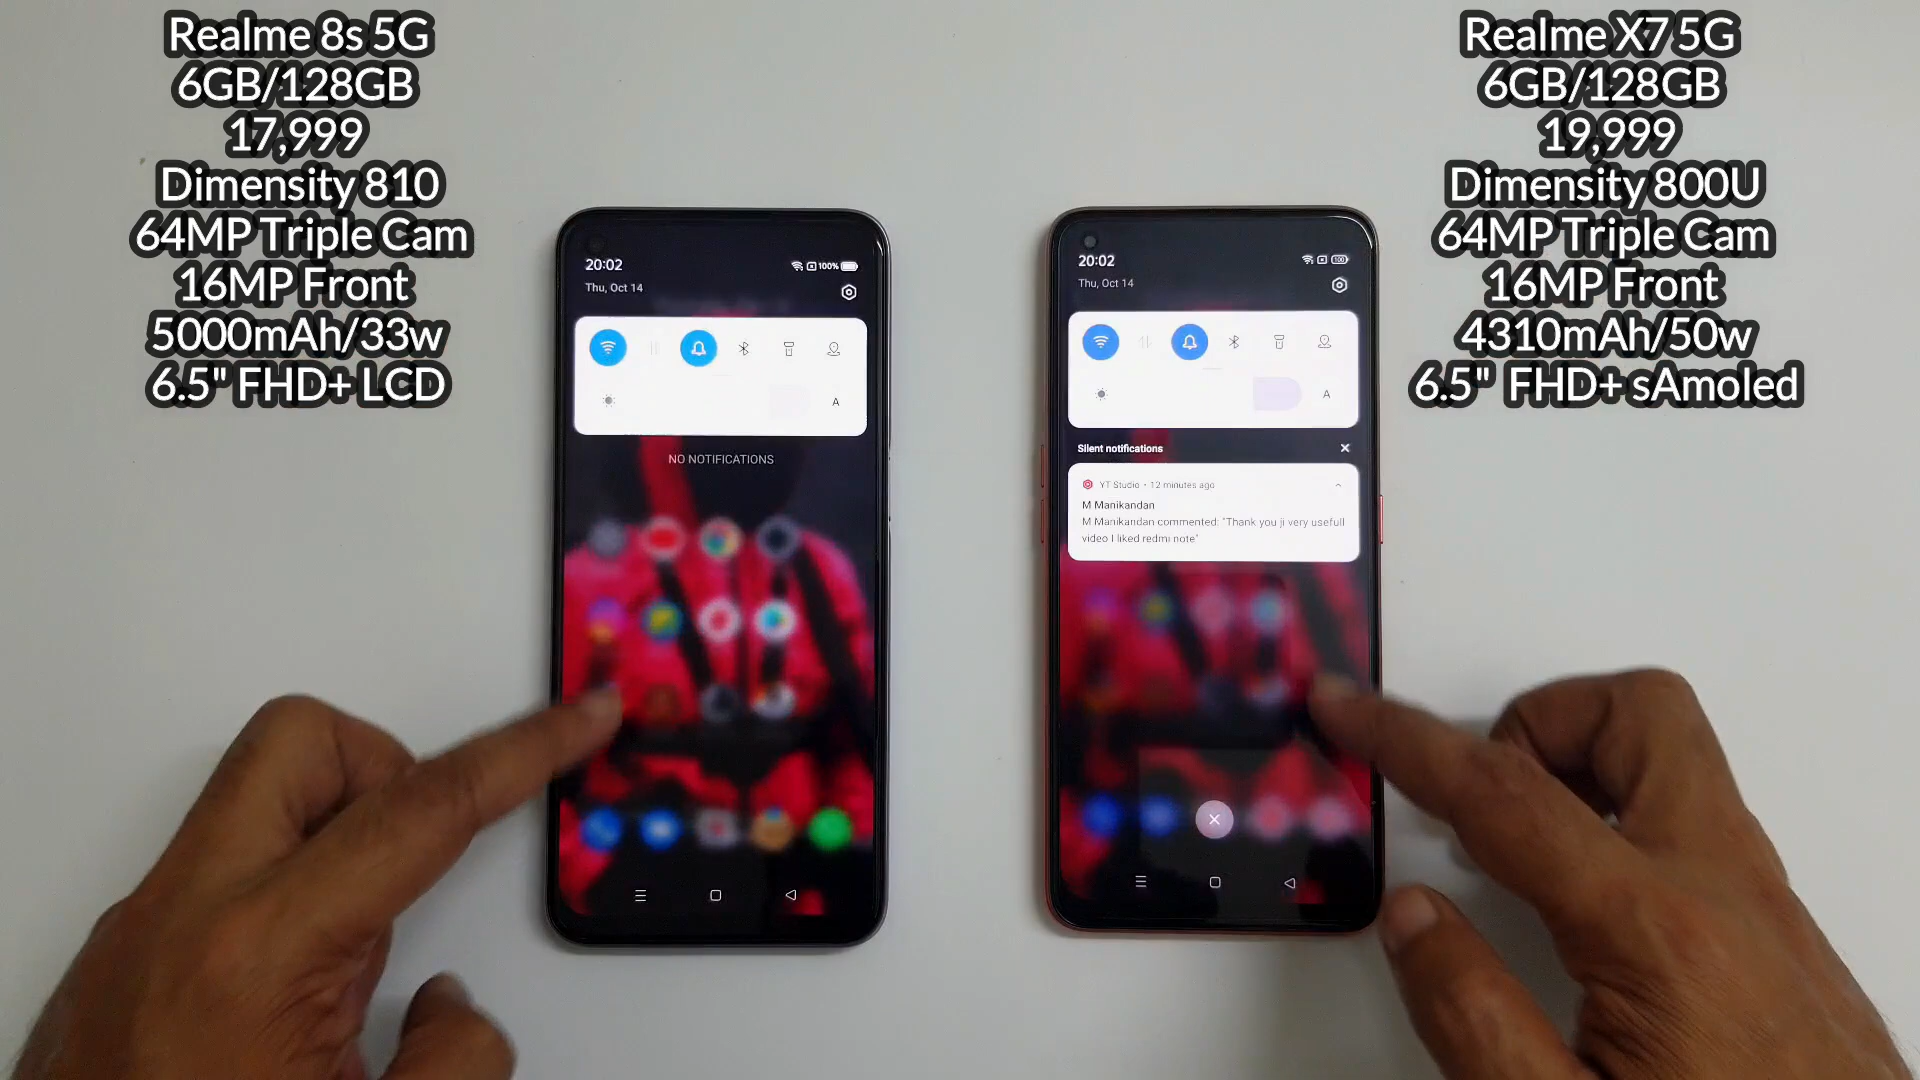 Realme 8s 5G
6GB/128GB
17,999
Dimensity 810
64MP Triple Cam
16MP Front
5000mAh/33w
6.5" FHD+ LCD
Realme X7 5G
6GB/128GB
19,999
Dimensity 800U
64MP Triple Cam
16MP Front
4310mAh/50w
6.5" FHD+ sAmoled
20:02
100%
Thu, Oct 14
A
NO NOTIFICATIONS
20:02
100
Thu, Oct 14
A
Silent notifications
YT Studio • 12 minutes ago
M Manikandan
M Manikandan commented: "Thank you ji very usefull
video I liked redmi note"